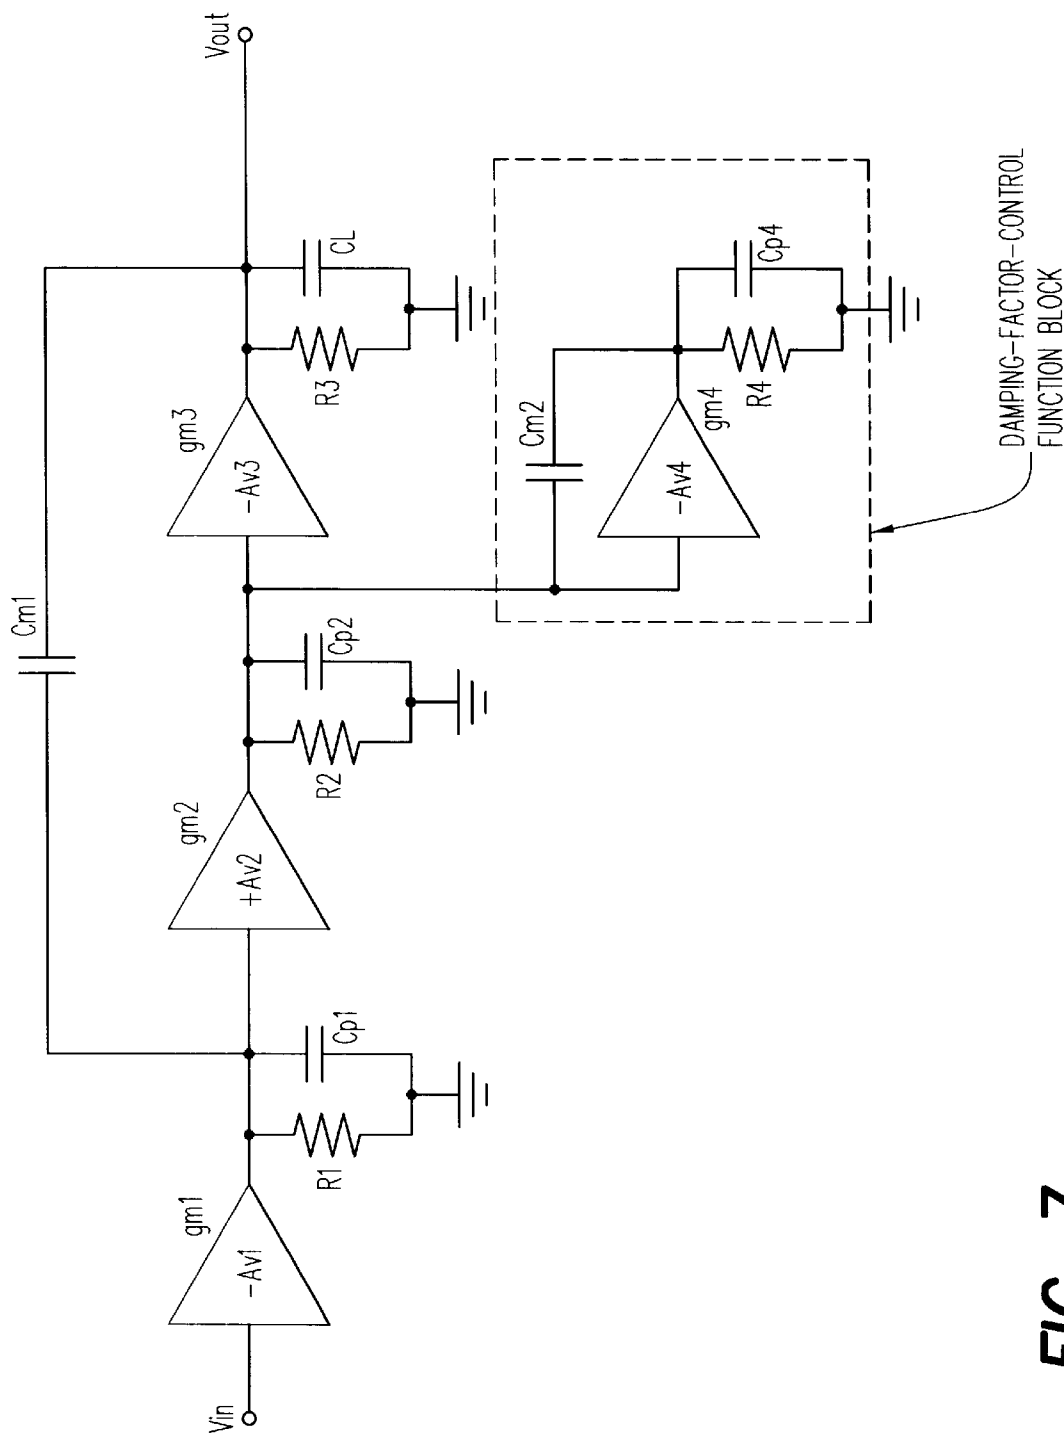 Cm1
gm1
gm2
gm3
Vin
-Av1
+Av2
-Av3
Vout
R1
Cp1
R2
Cp2
R3
CL
Cm2
-Av4
gm4
R4
Cp4
DAMPING-FACTOR-CONTROL
FUNCTION BLOCK
FIG. 7